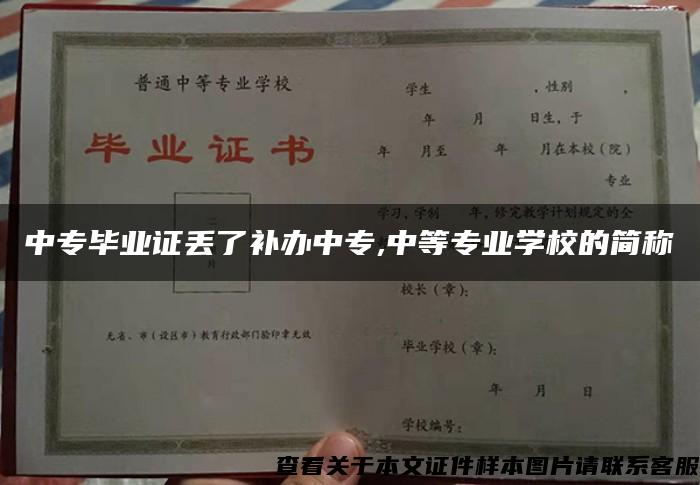 普通中等专业学校
毕业证书
无省、市(设区市)教育行政部门验印章无效
学生 ,性别 ,
年 月 日生,于
年 月至 年 月在本校(院)
专业
学习,学制 年,修完教学计划规定的全
中专毕业证丢了补办中专,中等专业学校的简称
校长(章):
毕业学校(章):
年 月 日
学校编号:
查看关于本文证件样本图片请联系客服